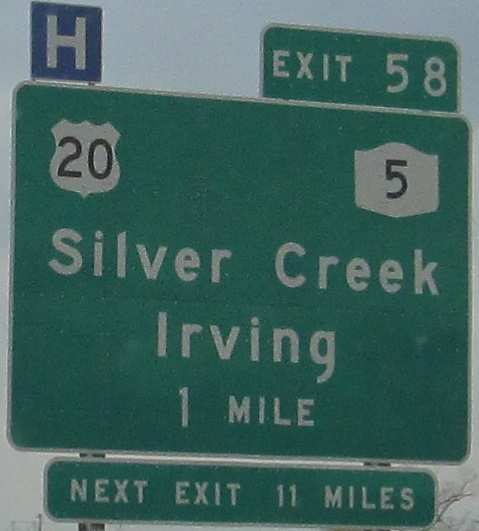 H
EXIT 58
20 5
Silver Creek
Irving
1 MILE
NEXT EXIT 11 MILES